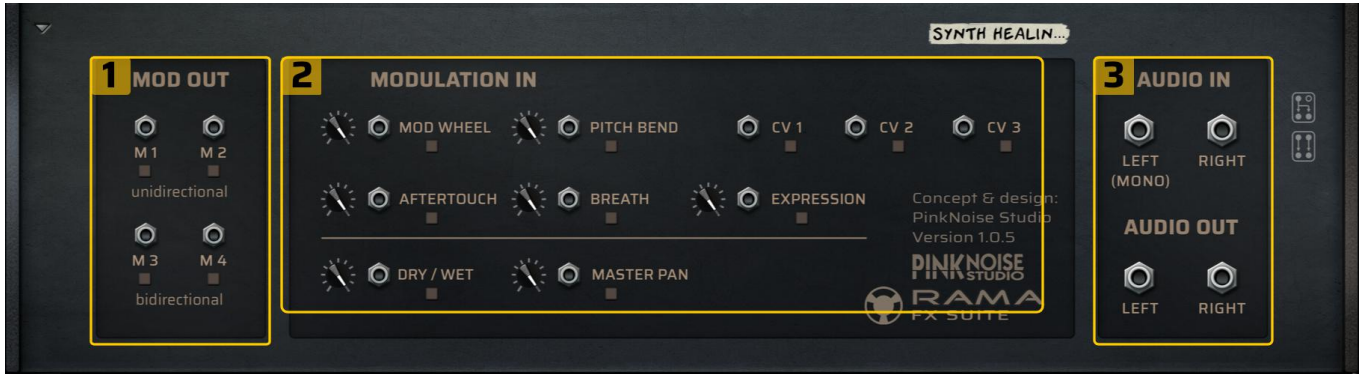 SYNTH HEALIN...
1 MOD OUT
M 1 M 2
unidirectional
M 3 M 4
bidirectional
2 MODULATION IN
MOD WHEEL PITCH BEND CV 1 CV 2 CV 3
AFTERTOUCH BREATH EXPRESSION
DRY / WET MASTER PAN
Concept & design:
PinkNoise Studio
Version 1.0.5
PINKNOISE
STUDIO
RAMA
FX SUITE
3 AUDIO IN
LEFT RIGHT
(MONO)
AUDIO OUT
LEFT RIGHT